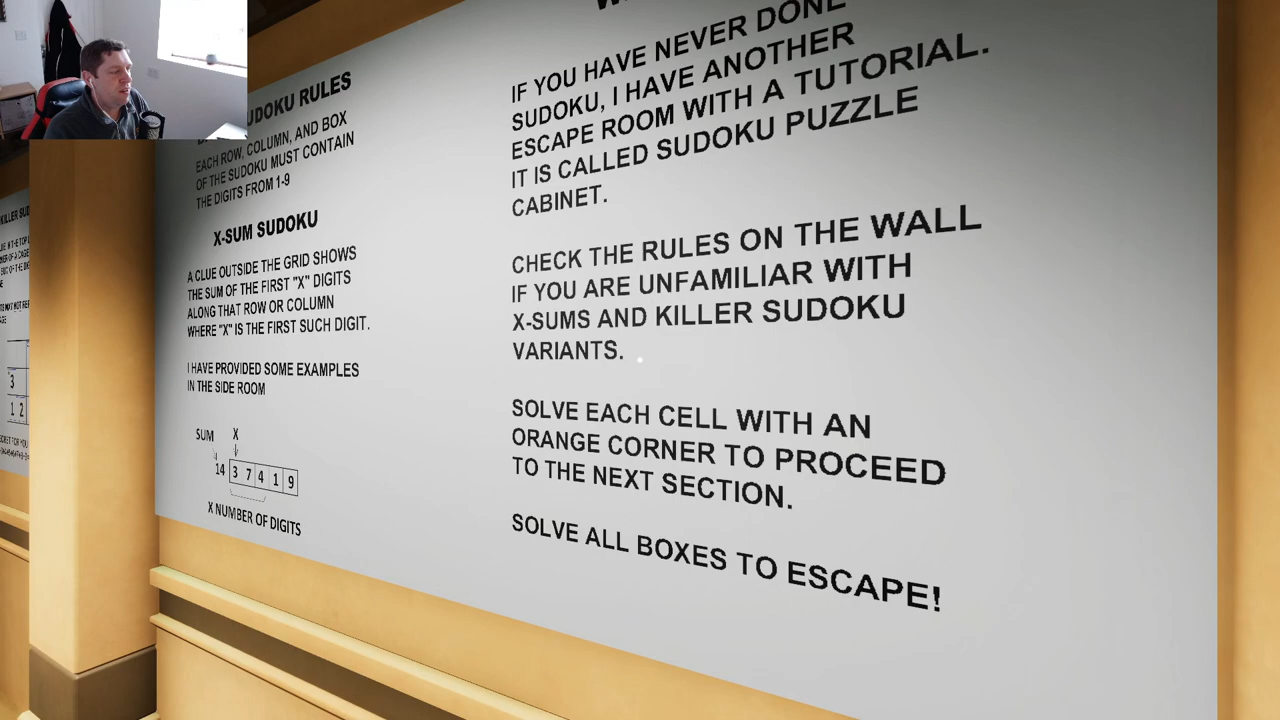 UDOKU RULES
EACH ROW, COLUMN, AND BOX
OF THE SUDOKU MUST CONTAIN
THE DIGITS FROM 1-9
X-SUM SUDOKU
A CLUE OUTSIDE THE GRID SHOWS
THE SUM OF THE FIRST "X" DIGITS
ALONG THAT ROW OR COLUMN
WHERE "X" IS THE FIRST SUCH DIGIT.
I HAVE PROVIDED SOME EXAMPLES
IN THE SIDE ROOM
SUM X
14 3 7 4 1 9
X NUMBER OF DIGITS
IF YOU HAVE NEVER DONE
SUDOKU, I HAVE ANOTHER
ESCAPE ROOM WITH A TUTORIAL.
IT IS CALLED SUDOKU PUZZLE
CABINET.
CHECK THE RULES ON THE WALL
IF YOU ARE UNFAMILIAR WITH
X-SUMS AND KILLER SUDOKU
VARIANTS.
SOLVE EACH CELL WITH AN
ORANGE CORNER TO PROCEED
TO THE NEXT SECTION.
SOLVE ALL BOXES TO ESCAPE!
KILLER SUD
3
1 2